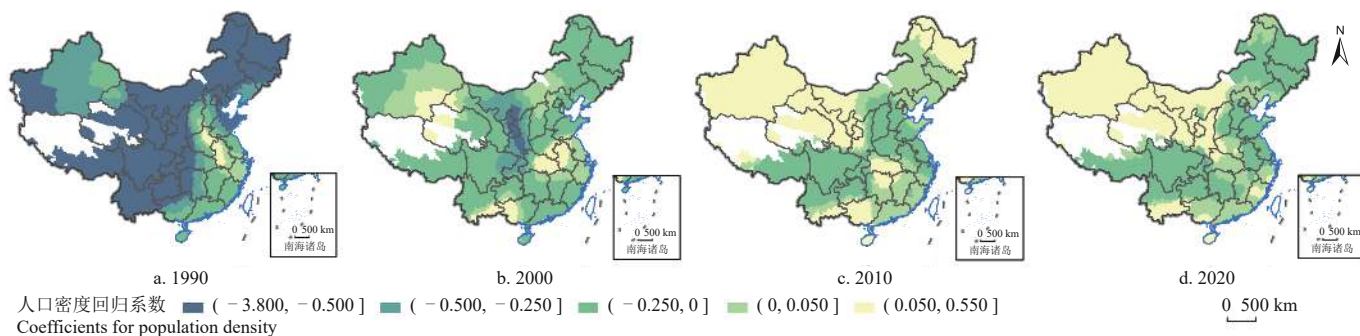 N
0 500 km
南海诸岛
0 500 km
南海诸岛
0 500 km
南海诸岛
0 500 km
南海诸岛
a. 1990
b. 2000
c. 2010
d. 2020
人口密度回归系数 (−3.800, −0.500] (−0.500, −0.250] (−0.250, 0] (0, 0.050] (0.050, 0.550] 0 500 km
Coefficients for population density